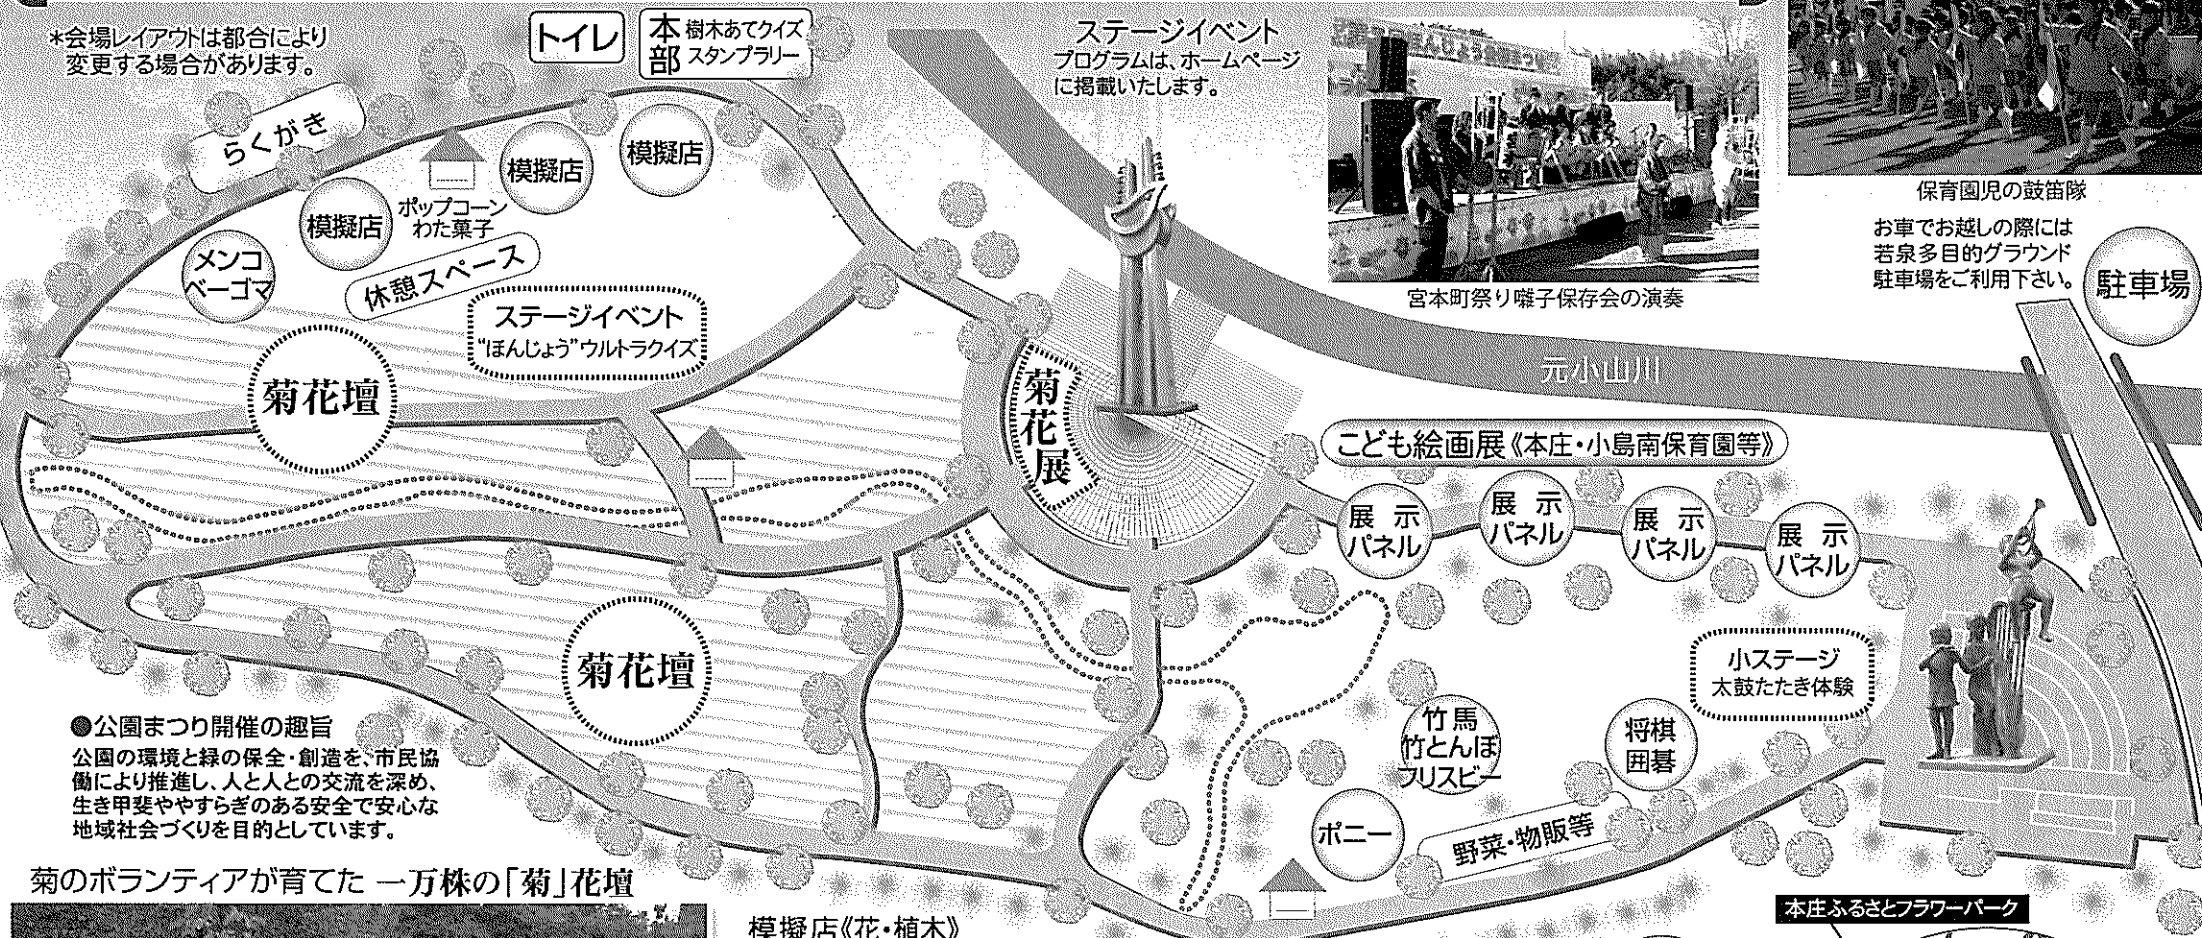 *会場レイアウトは都合により
変更する場合があります。
トイレ
本部
樹木あてクイズ
スタンプラリー
ステージイベント
プログラムは、ホームページ
に掲載いたします。
宮本町祭り囃子保存会の演奏
保育園児の鼓笛隊
お車でお越しの際には
若泉多目的グラウンド
駐車場をご利用下さい。
駐車場
らくがき
模擬店
模擬店
模擬店
ポップコーン
わた菓子
メンコ
ベーゴマ
休憩スペース
ステージイベント
“ほんじょう”ウルトラクイズ
菊花壇
菊花展
元小山川
こども絵画展《本庄・小島南保育園等》
展示
パネル
展示
パネル
展示
パネル
展示
パネル
菊花壇
小ステージ
太鼓たたき体験
竹馬
竹とんぼ
フリスビー
将棋
囲碁
ポニー
野菜・物販等
●公園まつり開催の趣旨
公園の環境と緑の保全・創造を、市民協
働により推進し、人と人との交流を深め、
生き甲斐ややすらぎのある安全で安心な
地域社会づくりを目的としています。
菊のボランティアが育てた 一万株の「菊」花壇
模擬店《花・植木》
本庄ふるさとフラワーパーク